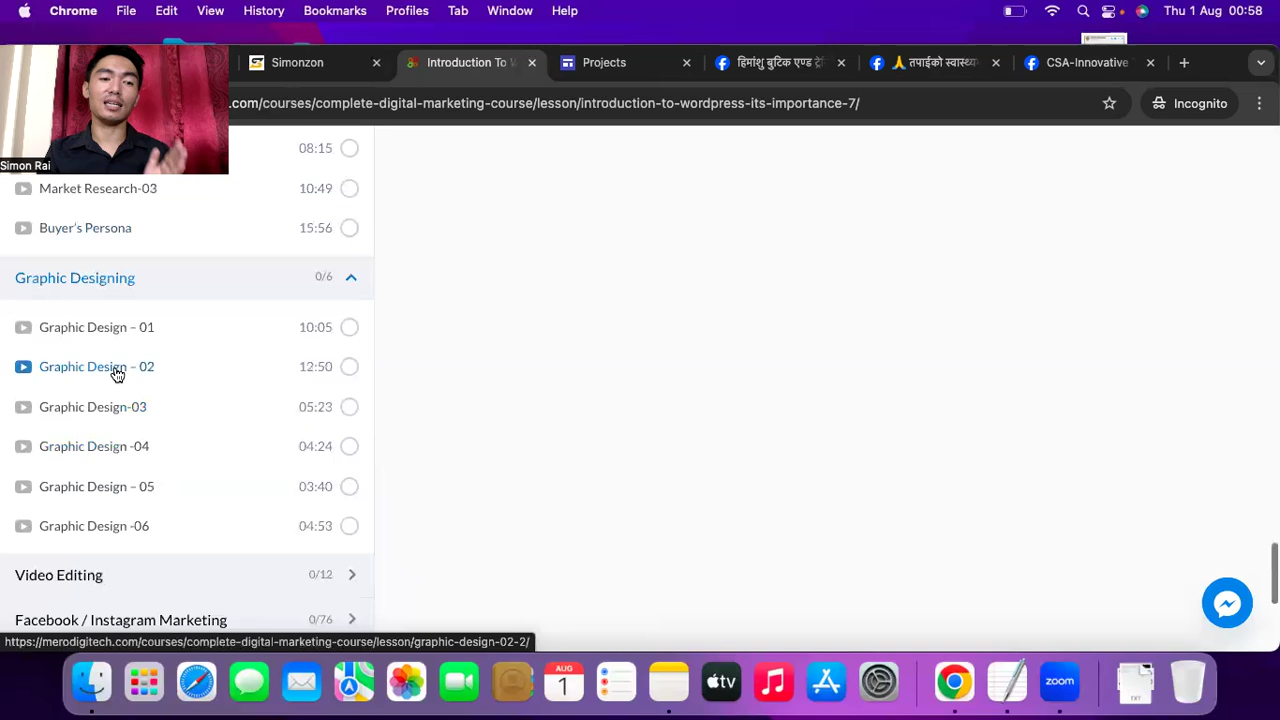 Chrome File Edit View History Bookmarks Profiles Tab Window Help Thu 1 Aug 00:58
Simonzon
Introduction To W
Projects
हिमांशु बुटिक एण्ड ट्रे
🙏 तपाईको स्वास्थ्य
CSA-Innovative
.com/courses/complete-digital-marketing-course/lesson/introduction-to-wordpress-its-importance-7/
Incognito
Simon Rai
08:15
Market Research-03 10:49
Buyer's Persona 15:56
Graphic Designing 0/6
Graphic Design – 01 10:05
Graphic Design – 02 12:50
Graphic Design-03 05:23
Graphic Design -04 04:24
Graphic Design – 05 03:40
Graphic Design -06 04:53
Video Editing 0/12
Facebook / Instagram Marketing 0/76
https://merodigitech.com/courses/complete-digital-marketing-course/lesson/graphic-design-02-2/
AUG
1
tv
zoom
TXT